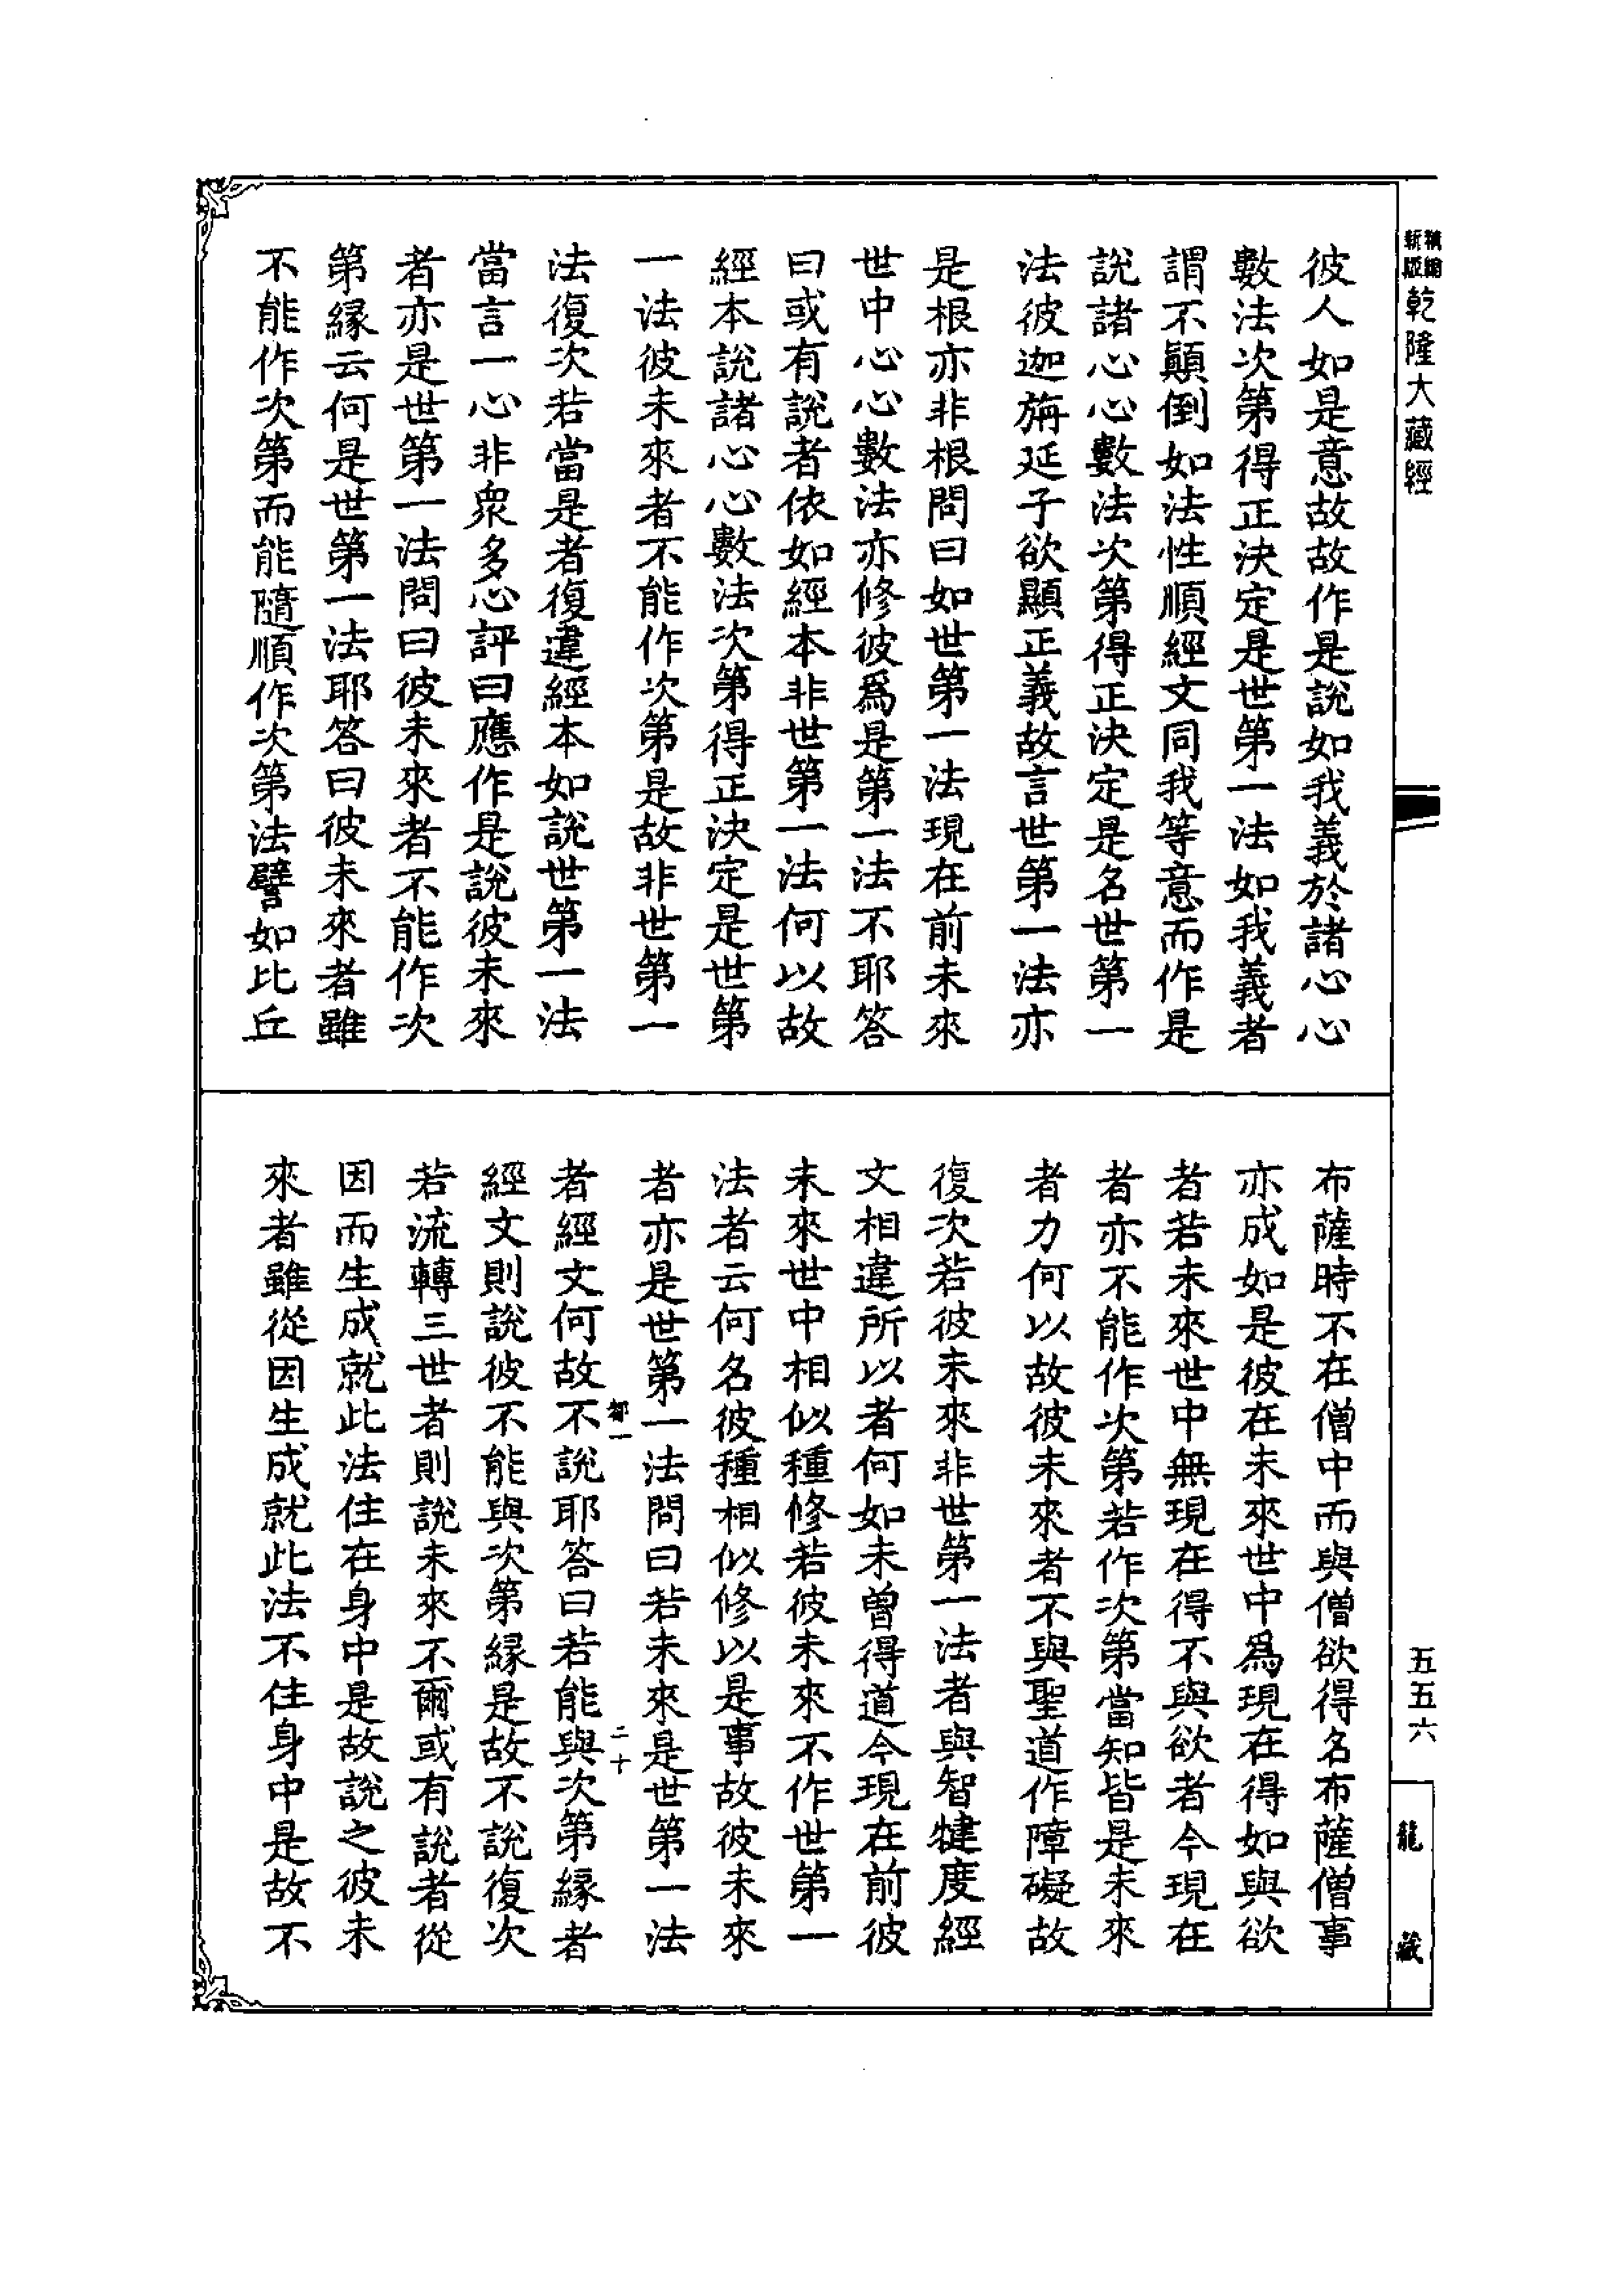 精縮新版乾隆大藏經
彼人如是意故故作是說如我義於諸心心
數法次第得正決定是世第一法如我義者
謂不顚倒如法性順經文同我等意而作是
說諸心心數法次第得正決定是名世第一
法彼迦旃延子欲顯正義故言世第一法亦
是根亦非根問曰如世第一法現在前未來
世中心心數法亦修彼爲是第一法不耶答
曰或有說者依如經本非世第一法何以故
經本說諸心心數法次第得正決定是世第
一法彼未來者不能作次第是故非世第一
法復次若當是者復違經本如說世第一法
當言一心非衆多心評曰應作是說彼未來
者亦是世第一法問曰彼未來者不能作次
第緣云何是世第一法耶答曰彼未來者雖
不能作次第而能隨順作次第法譬如比丘
布薩時不在僧中而與僧欲得名布薩僧事
亦成如是彼在未來世中爲現在得如與欲
者若未來世中無現在得不與欲者今現在
者亦不能作次第若作次第當知皆是未來
者力何以故彼未來者不與聖道作障礙故
復次若彼未來非世第一法者與智犍度經
文相違所以者何如未曾得道今現在前彼
未來世中相似種修若彼未來不作世第一
法者云何名彼種相似修以是事故彼未來
者亦是世第一法問曰若未來是世第一法
鄒一
二十
者經文何故不說耶答曰若能與次第緣者
經文則說彼不能與次第緣是故不說復次
若流轉三世者則說未來不爾或有說者從
因而生成就此法住在身中是故說之彼未
來者雖從因生成就此法不住身中是故不
五五六
龍藏